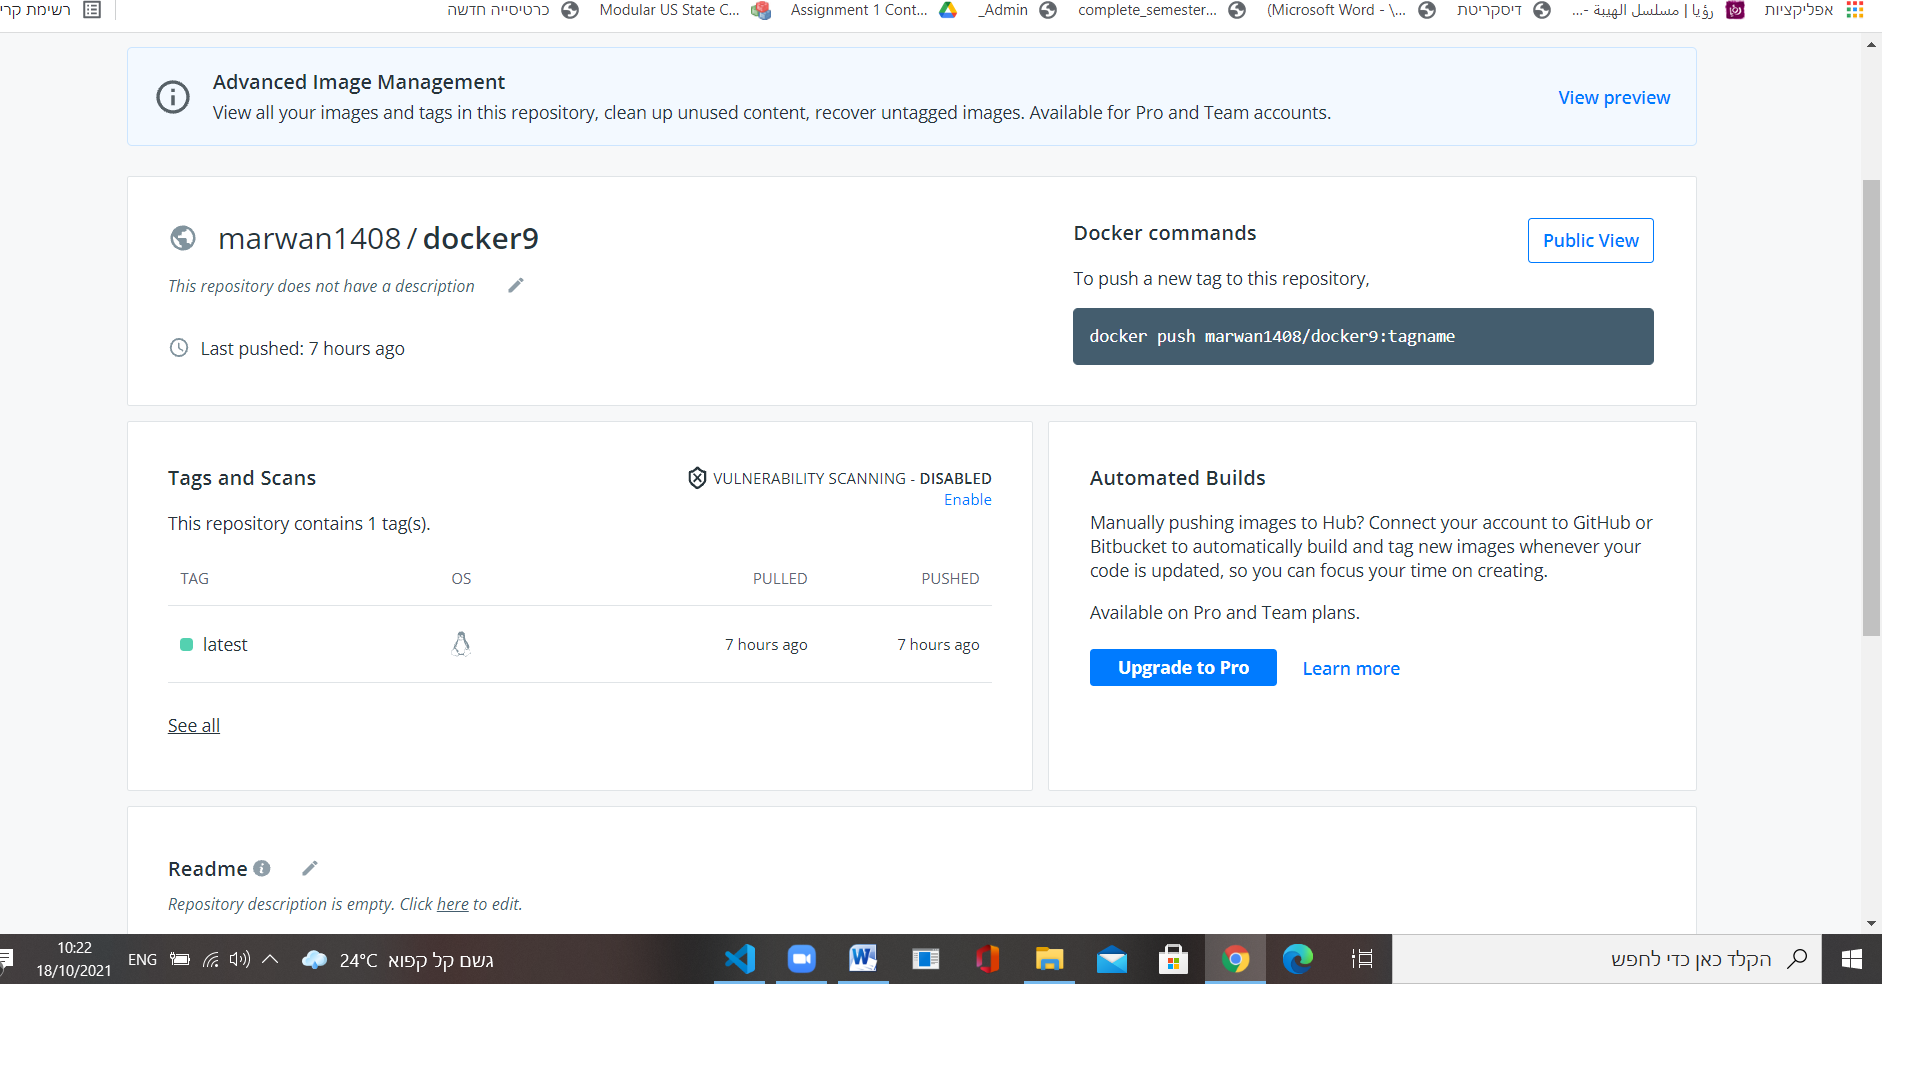 רשימת קרי
כרטיסייה חדשה
Modular US State C...
Assignment 1 Cont...
_Admin
complete_semester...
(Microsoft Word - \...
דיסקריטת
رؤيا | مسلسل الهيبة -...
אפליקציות
Advanced Image Management
View all your images and tags in this repository, clean up unused content, recover untagged images. Available for Pro and Team accounts.
View preview
marwan1408 / docker9
This repository does not have a description
Last pushed: 7 hours ago
Docker commands
Public View
To push a new tag to this repository,
docker push marwan1408/docker9:tagname
Tags and Scans
VULNERABILITY SCANNING - DISABLED
Enable
This repository contains 1 tag(s).
TAG OS PULLED PUSHED
latest 7 hours ago 7 hours ago
See all
Automated Builds
Manually pushing images to Hub? Connect your account to GitHub or
Bitbucket to automatically build and tag new images whenever your
code is updated, so you can focus your time on creating.
Available on Pro and Team plans.
Upgrade to Pro Learn more
Readme
Repository description is empty. Click here to edit.
10:22
18/10/2021
ENG
24°C גשם קל קפוא
הקלד כאן כדי לחפש